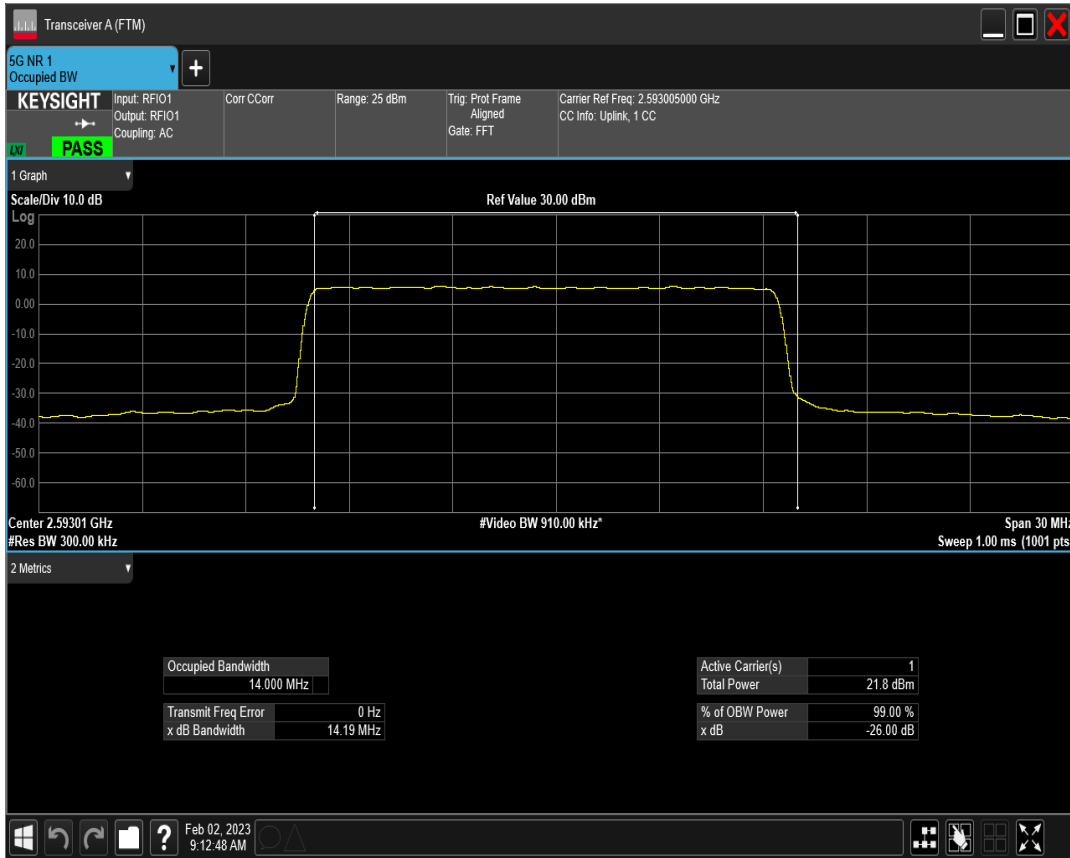 Transceiver A (FTM)
5G NR 1
Occupied BW
+
KEYSIGHT
LXI
PASS
Input: RFIO1
Output: RFIO1
Coupling: AC
Corr CCorr
Range: 25 dBm
Trig: Prot Frame
Aligned
Gate: FFT
Carrier Ref Freq: 2.593005000 GHz
CC Info: Uplink, 1 CC
1 Graph
Scale/Div 10.0 dB
Ref Value 30.00 dBm
Log
20.0
10.0
0.00
-10.0
-20.0
-30.0
-40.0
-50.0
-60.0
Center 2.59301 GHz
#Video BW 910.00 kHz*
Span 30 MHz
#Res BW 300.00 kHz
Sweep 1.00 ms (1001 pts
2 Metrics
Occupied Bandwidth
14.000 MHz
Transmit Freq Error 0 Hz
x dB Bandwidth 14.19 MHz
Active Carrier(s) 1
Total Power 21.8 dBm
% of OBW Power 99.00 %
x dB -26.00 dB
?
Feb 02, 2023
9:12:48 AM